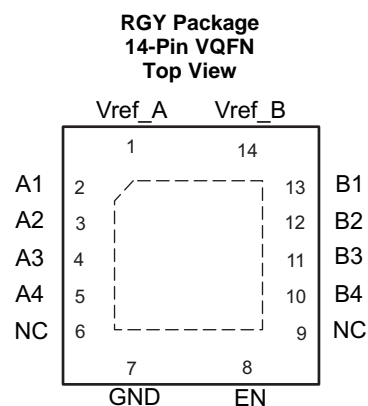 RGY Package
14-Pin VQFN
Top View
Vref_A Vref_B
1 14
A1 2 13 B1
A2 3 12 B2
A3 4 11 B3
A4 5 10 B4
NC 6 9 NC
7 8
GND EN